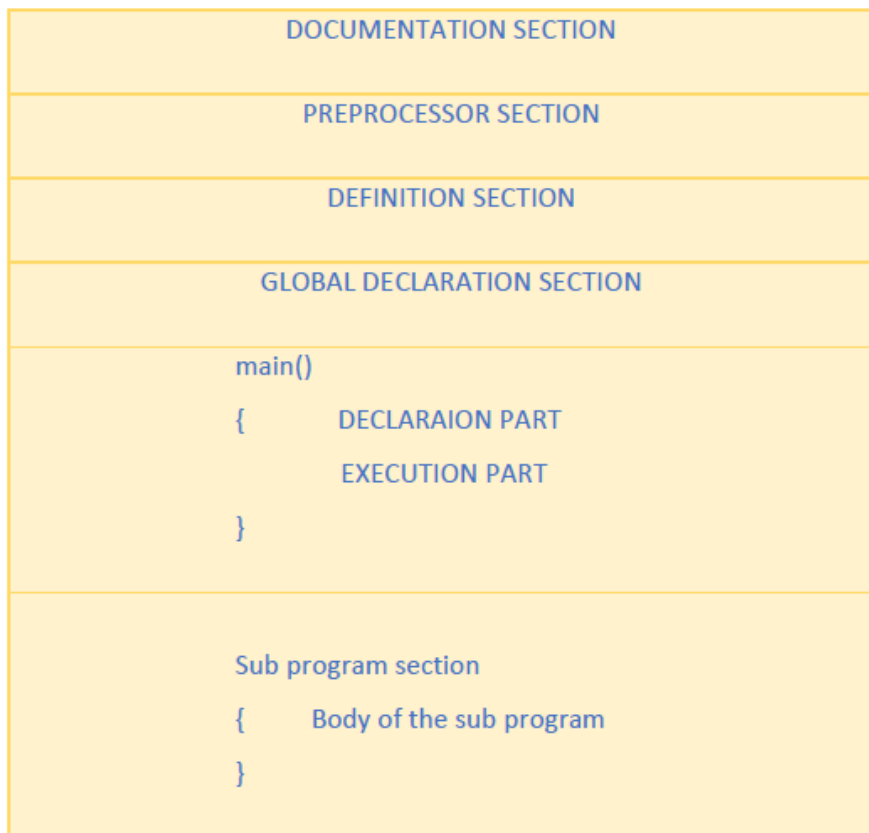 DOCUMENTATION SECTION
PREPROCESSOR SECTION
DEFINITION SECTION
GLOBAL DECLARATION SECTION
main()
{ DECLARAION PART
EXECUTION PART
}
Sub program section
{ Body of the sub program
}